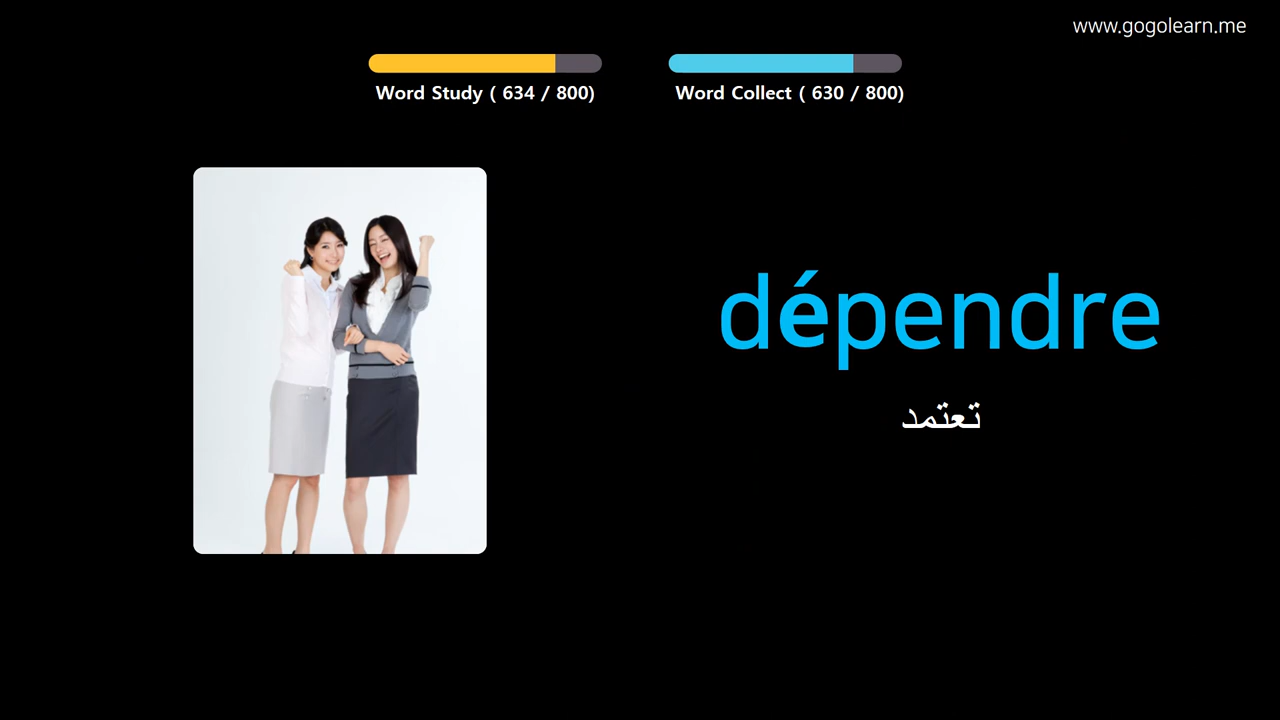 www.gogolearn.me
Word Study ( 634 / 800)
Word Collect ( 630 / 800)
dépendre
تعتمد